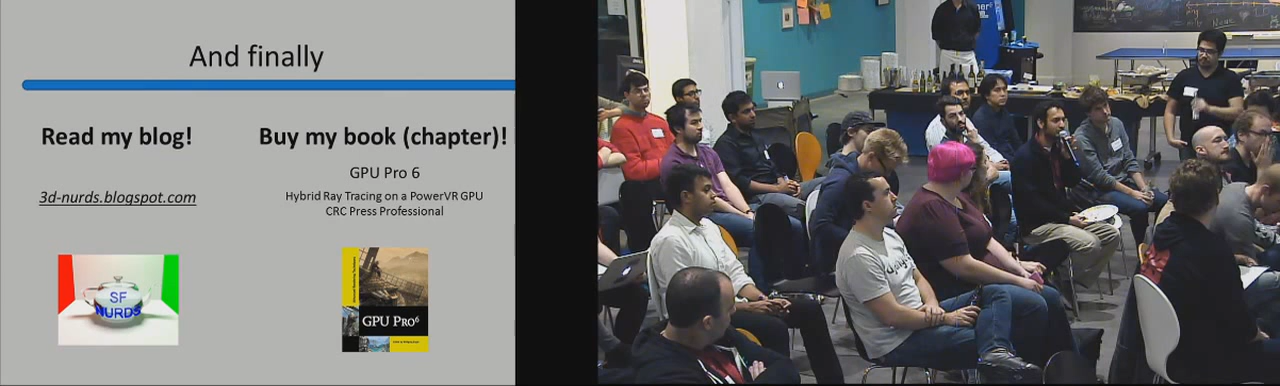 And finally
Read my blog!
3d-nurds.blogspot.com
SF
NURDS
Buy my book (chapter)!
GPU Pro 6
Hybrid Ray Tracing on a PowerVR GPU
CRC Press Professional
GPU PRO6